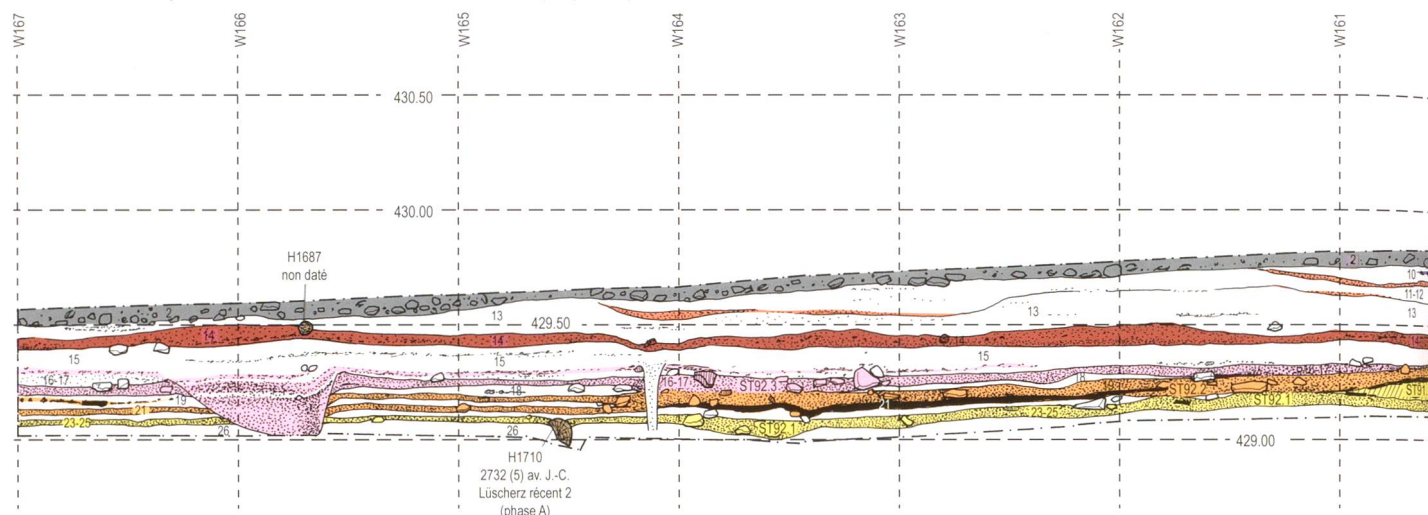 W167
W166
W165
W164
W163
W162
W161
430.50
430.00
H1687
non daté
2
10
11-12
13
13
13
429.50
14
14
14
15
15
15
16-17
16-17
18
ST92.3
19
19
21
21
ST92.2
23-25
23-25
ST92.1
ST92.1
26
26
429.00
H1710
2732 (5) av. J.-C.
Lüscherz récent 2
(phase A)